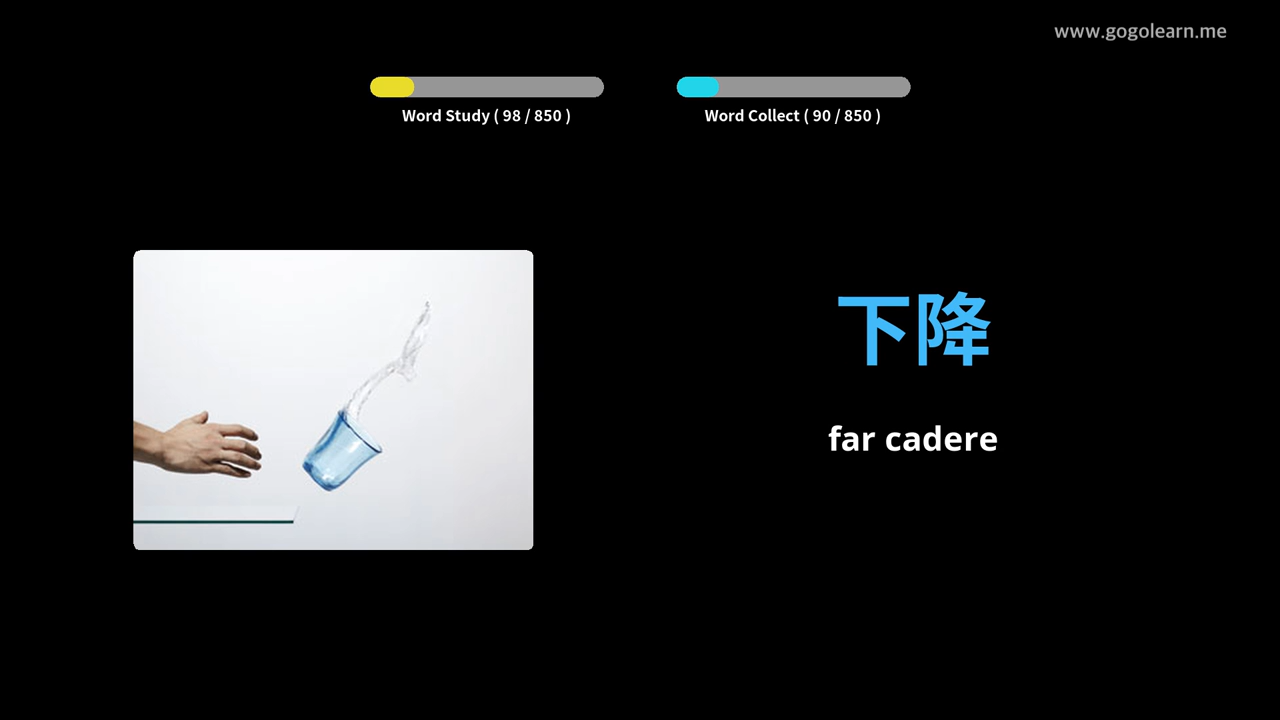 www.gogolearn.me
Word Study ( 98 / 850 )
Word Collect ( 90 / 850 )
下降
far cadere